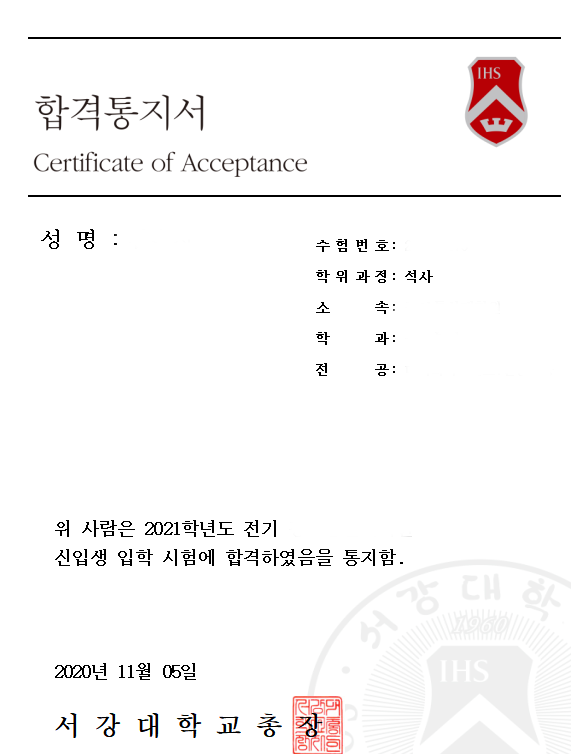 합격통지서
IHS
Certificate of Acceptance
성 명 :
수 험 번 호:
학 위 과 정: 석사
소 속:
학 과:
전 공:
위 사람은 2021학년도 전기
신입생 입학 시험에 합격하였음을 통지함.
서강대학
1960
IHS
2020년 11월 05일
서 강 대 학 교 총 장